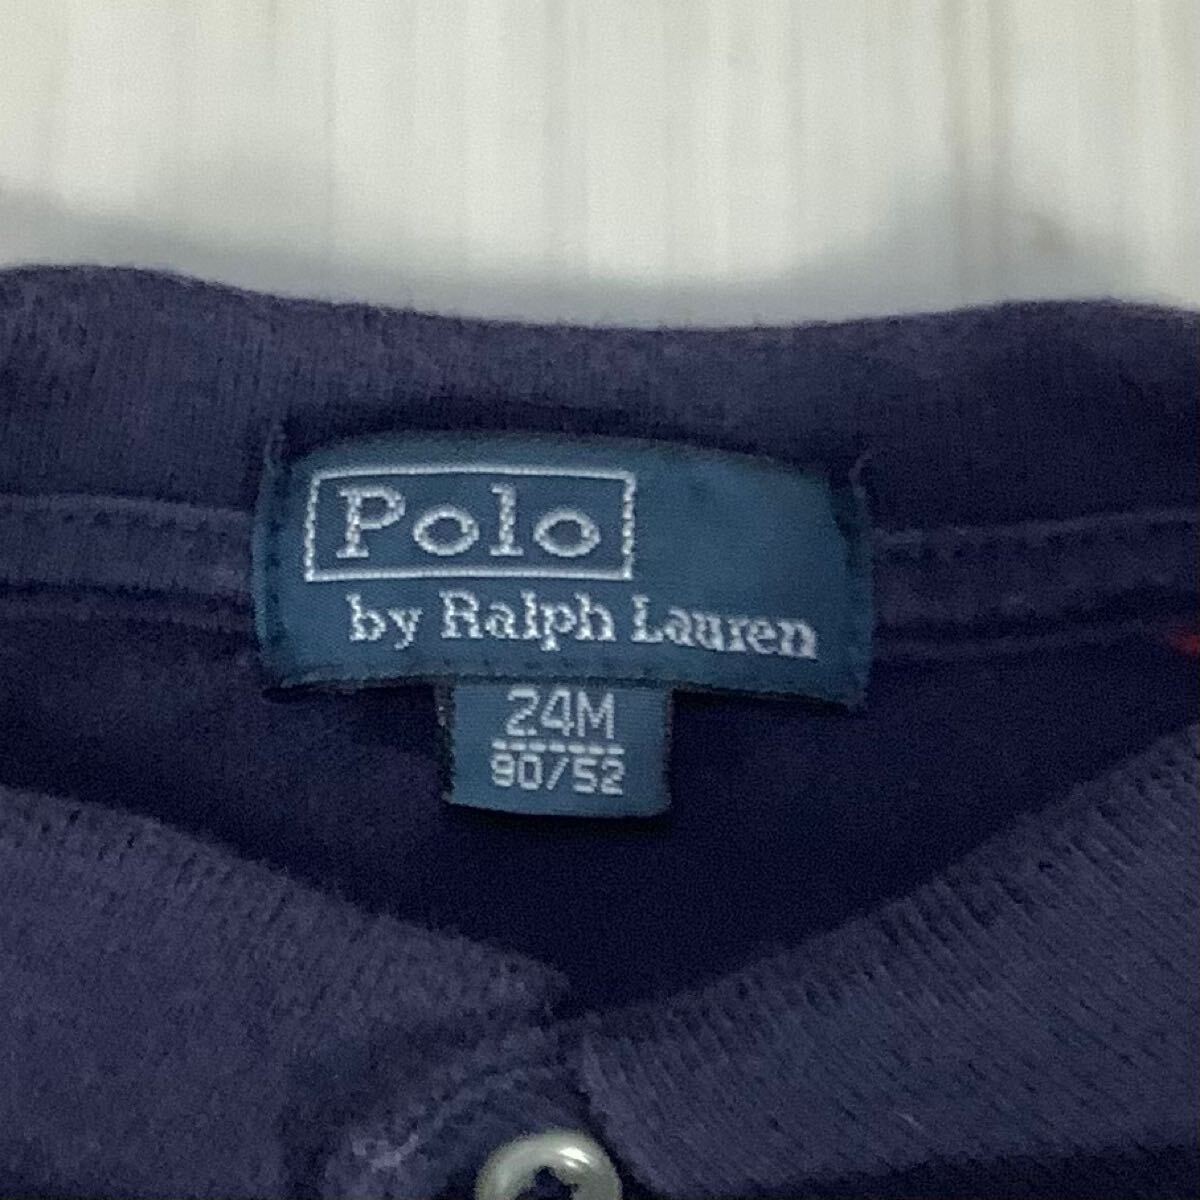 Polo
by Ralph Lauren
24M
90/52